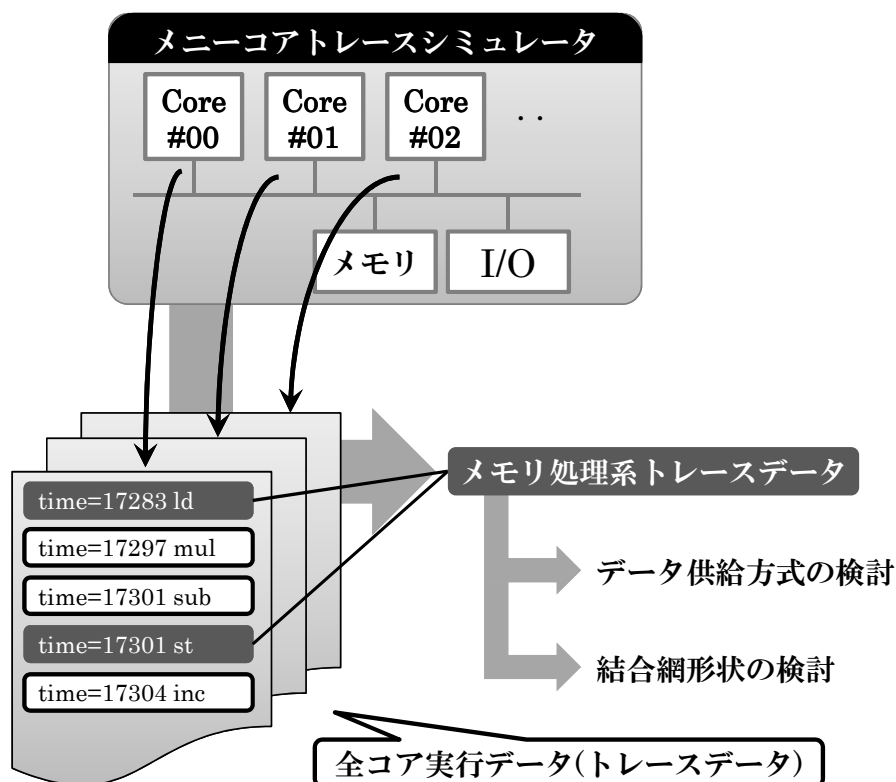 メニーコアトレースシミュレータ
Core
#00
Core
#01
Core
#02
. .
メモリ
I/O
time=17283 ld
time=17297 mul
time=17301 sub
time=17301 st
time=17304 inc
メモリ処理系トレースデータ
データ供給方式の検討
結合網形状の検討
全コア実行データ(トレースデータ)